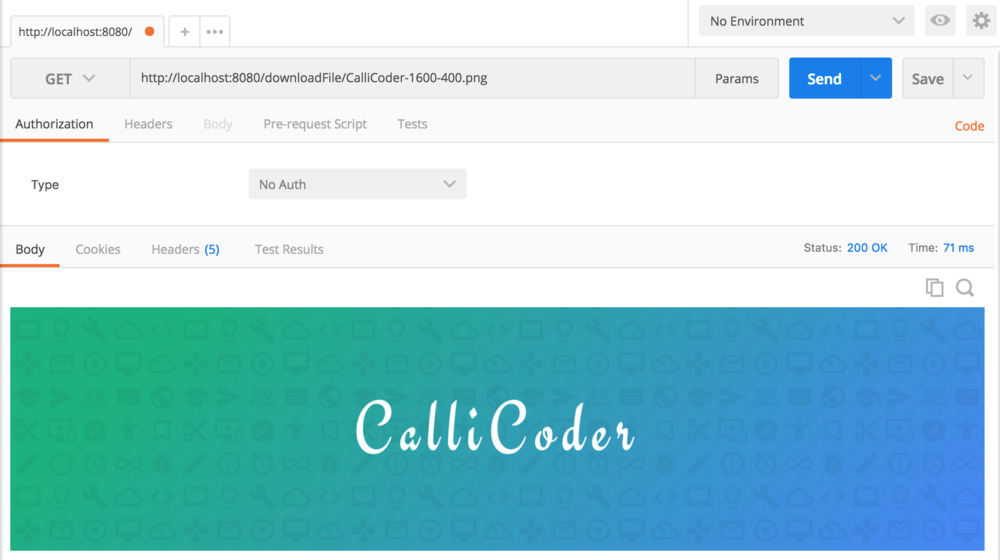 http://localhost:8080/ + ••• No Environment
GET http://localhost:8080/downloadFile/CalliCoder-1600-400.png Params Send Save
Authorization Headers Body Pre-request Script Tests Code
Type No Auth
Body Cookies Headers (5) Test Results Status: 200 OK Time: 71 ms
CalliCoder